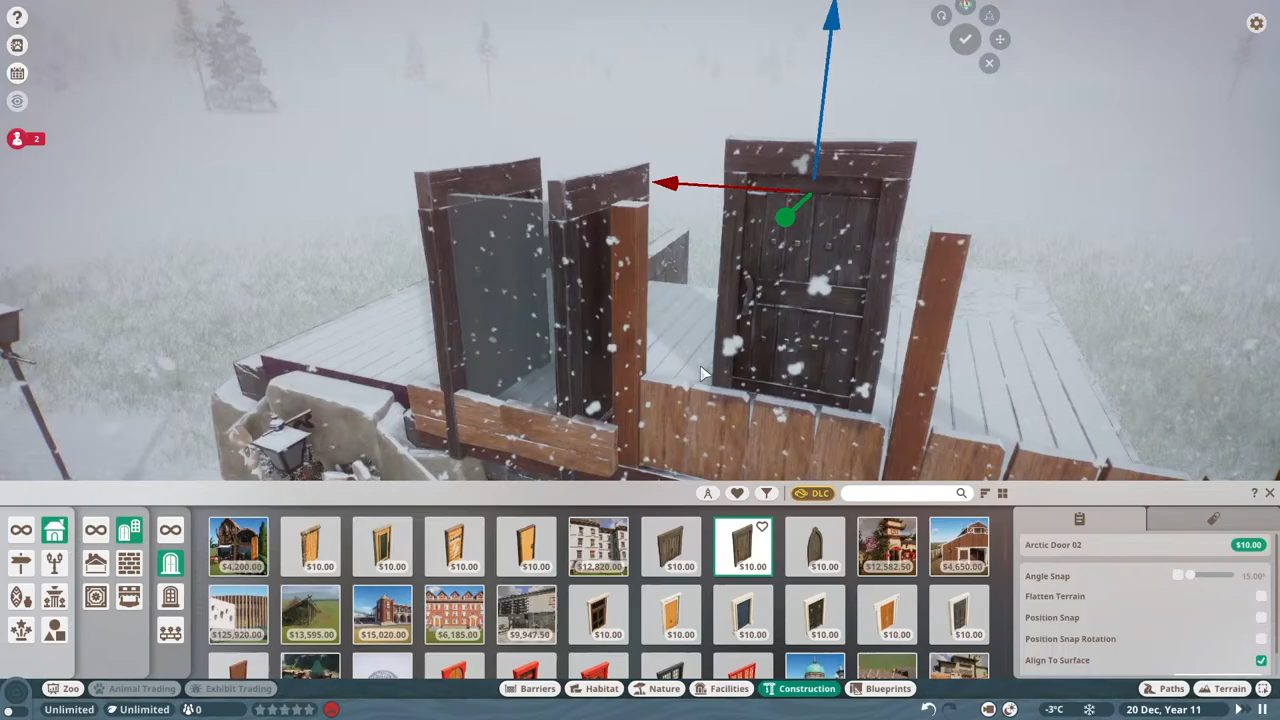 ?
2
DLC
?
$4,200.00
$10.00
$10.00
$10.00
$10.00
$12,820.00
$10.00
$10.00
$10.00
$12,582.50
$4,650.00
$125,920.00
$13,595.00
$15,020.00
$6,185.00
$9,947.50
$10.00
$10.00
$10.00
$10.00
$10.00
$10.00
Arctic Door 02
$10.00
Angle Snap
15.00°
Flatten Terrain
Position Snap
Position Snap Rotation
Align To Surface
Zoo
Animal Trading
Exhibit Trading
Barriers
Habitat
Nature
Facilities
Construction
Blueprints
Paths
Terrain
Unlimited
Unlimited
0
-3°C
20 Dec, Year 11